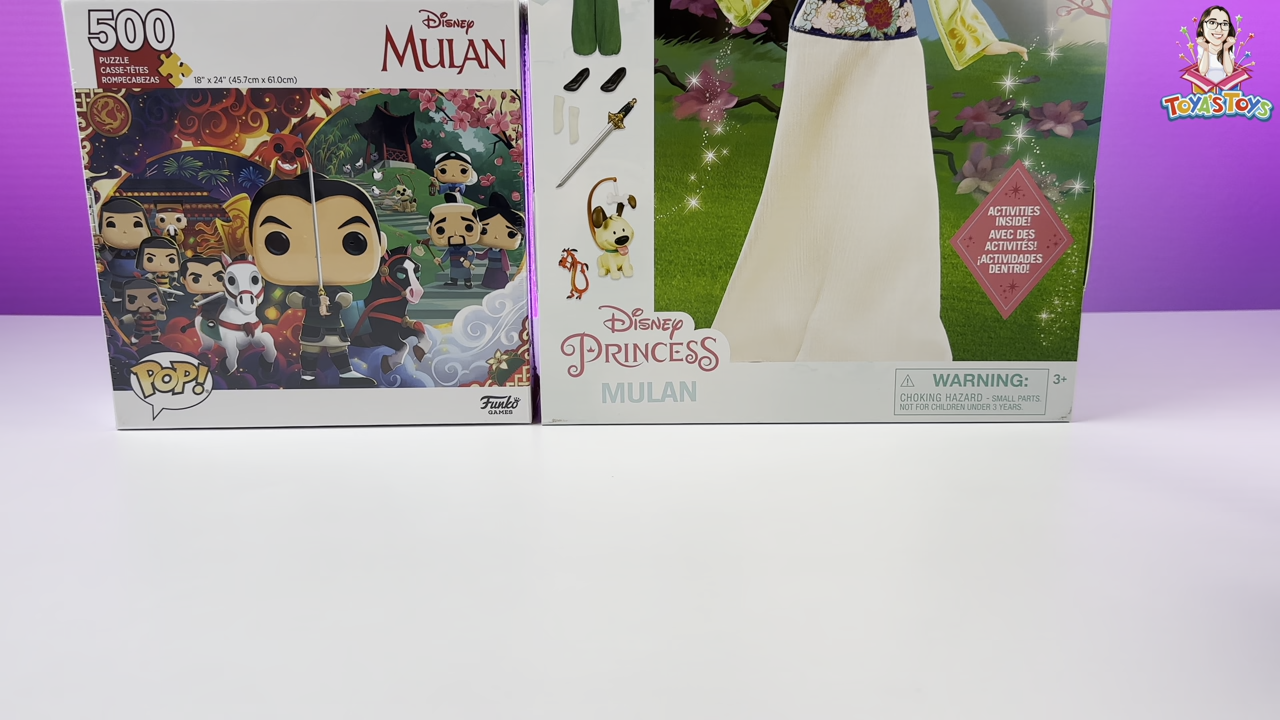 500
PUZZLE
CASSE-TÊTES
ROMPECABEZAS
18" x 24" (45.7cm x 61.0cm)
Disney
MULAN
POP!
Funko
GAMES
ACTIVITIES
INSIDE!
AVEC DES
ACTIVITÉS!
¡ACTIVIDADES
DENTRO!
Disney
PRINCESS
MULAN
WARNING:
CHOKING HAZARD - SMALL PARTS.
NOT FOR CHILDREN UNDER 3 YEARS.
3+
TOYA'S TOYS